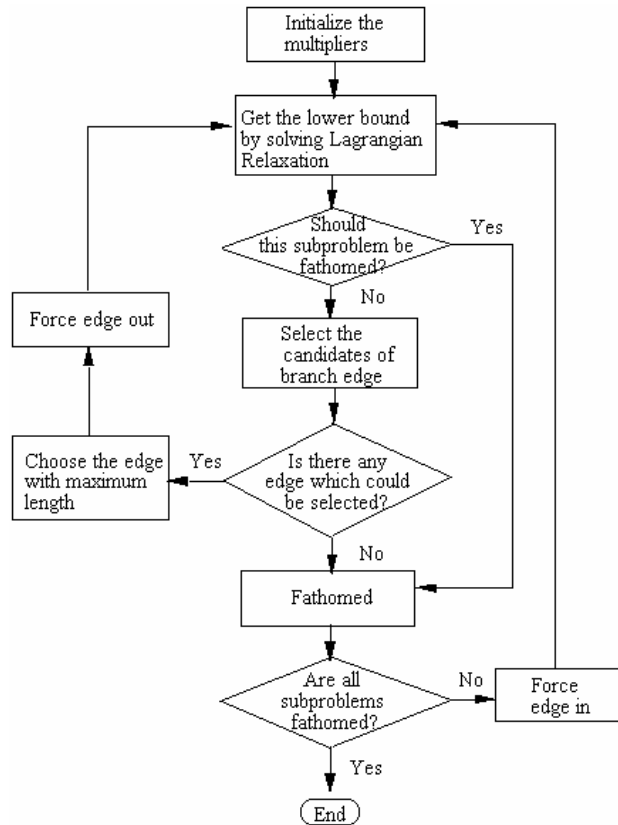 Initialize the
multipliers
Get the lower bound
by solving Lagrangian
Relaxation
Should
this subproblem be
fathomed?
Yes
No
Force edge out
Select the
candidates of
branch edge
Choose the edge
with maximum
length
Yes
Is there any
edge which could
be selected?
No
Fathomed
Are all
subproblems
fathomed?
No
Force
edge in
Yes
End